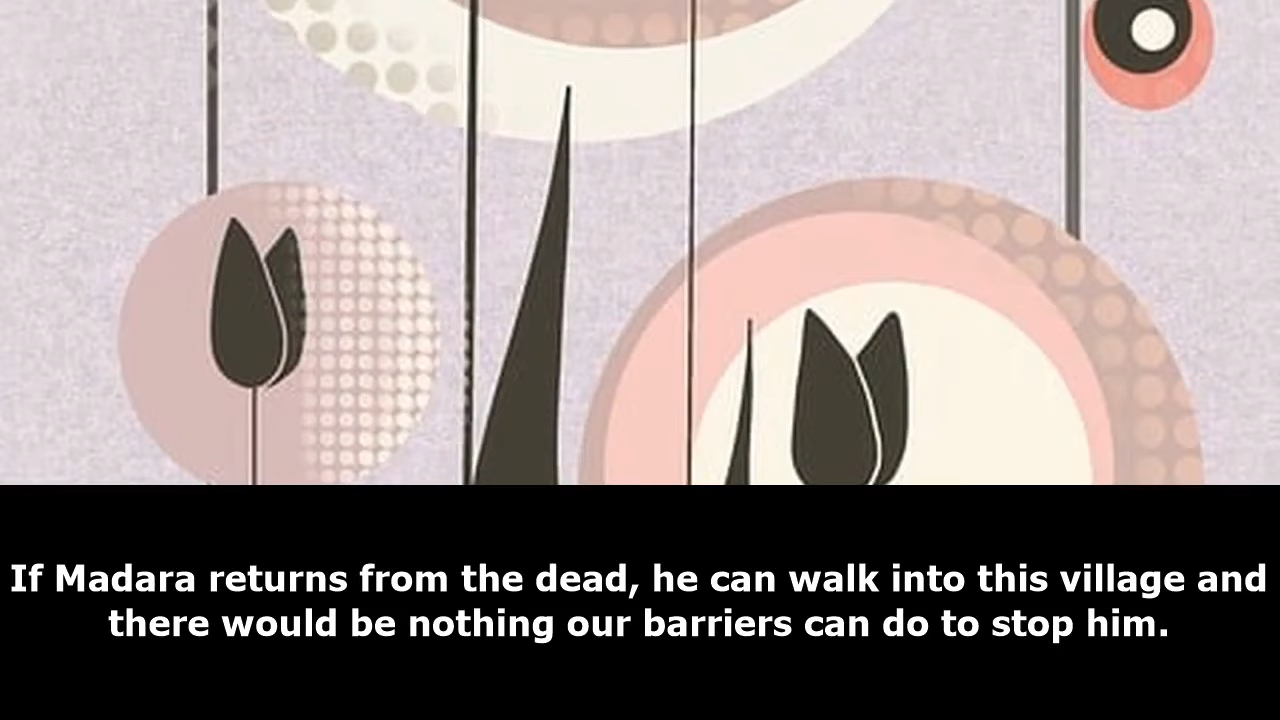 If Madara returns from the dead, he can walk into this village and
there would be nothing our barriers can do to stop him.